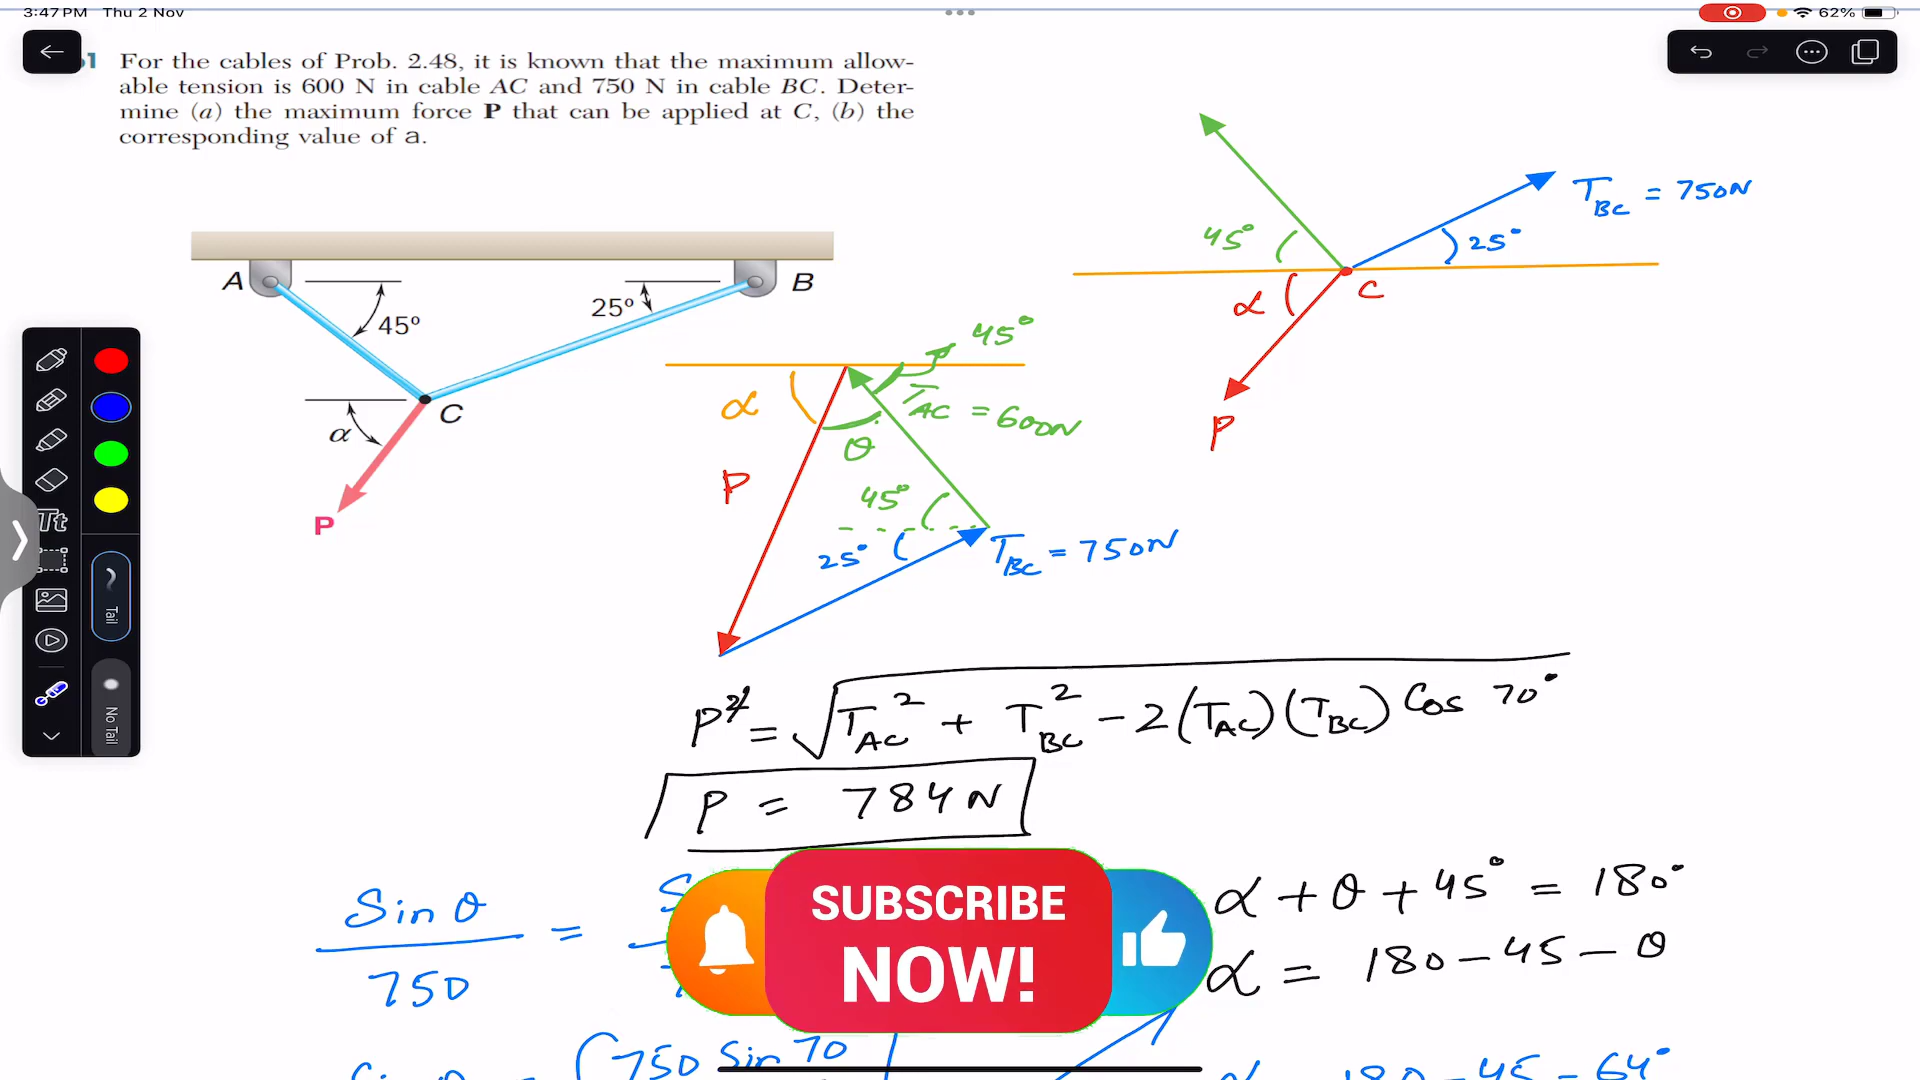 3:47 PM Thu 2 Nov
62%
1 For the cables of Prob. 2.48, it is known that the maximum allow-
able tension is 600 N in cable AC and 750 N in cable BC. Deter-
mine (a) the maximum force P that can be applied at C, (b) the
corresponding value of a.
A
B
45°
25°
C
α
P
T_BC = 750N
45°
25°
α
C
P
45°
α
T_AC = 600N
θ
P
45°
25°
T_BC = 750N
Tt
Tail
No Tail
P² = √(T_AC² + T_BC² - 2(T_AC)(T_BC) Cos 70°
P = 784N
SUBSCRIBE
NOW!
Sin θ / 750 =
α + θ + 45° = 180°
α = 180 - 45 - θ
750 Sin 70
180 - 45 - 64°